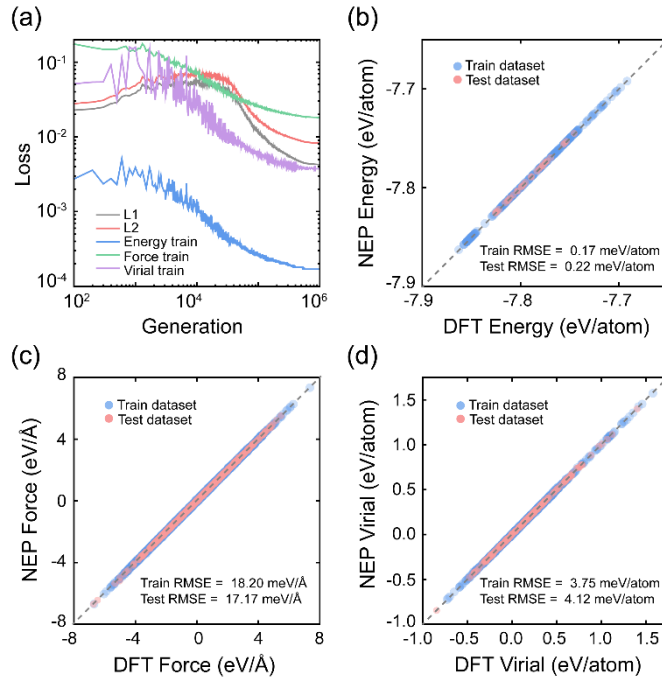 (a)
Loss
10⁻¹
10⁻²
10⁻³
10⁻⁴
L1
L2
Energy train
Force train
Virial train
10² 10⁴ 10⁶
Generation
(b)
NEP Energy (eV/atom)
-7.7
-7.8
-7.9
Train dataset
Test dataset
Train RMSE = 0.17 meV/atom
Test RMSE = 0.22 meV/atom
-7.9 -7.8 -7.7
DFT Energy (eV/atom)
(c)
NEP Force (eV/Å)
8
4
0
-4
-8
Train dataset
Test dataset
Train RMSE = 18.20 meV/Å
Test RMSE = 17.17 meV/Å
-8 -4 0 4 8
DFT Force (eV/Å)
(d)
NEP Virial (eV/atom)
1.5
1.0
0.5
0.0
-0.5
-1.0
Train dataset
Test dataset
Train RMSE = 3.75 meV/atom
Test RMSE = 4.12 meV/atom
-1.0 -0.5 0.0 0.5 1.0 1.5
DFT Virial (eV/atom)